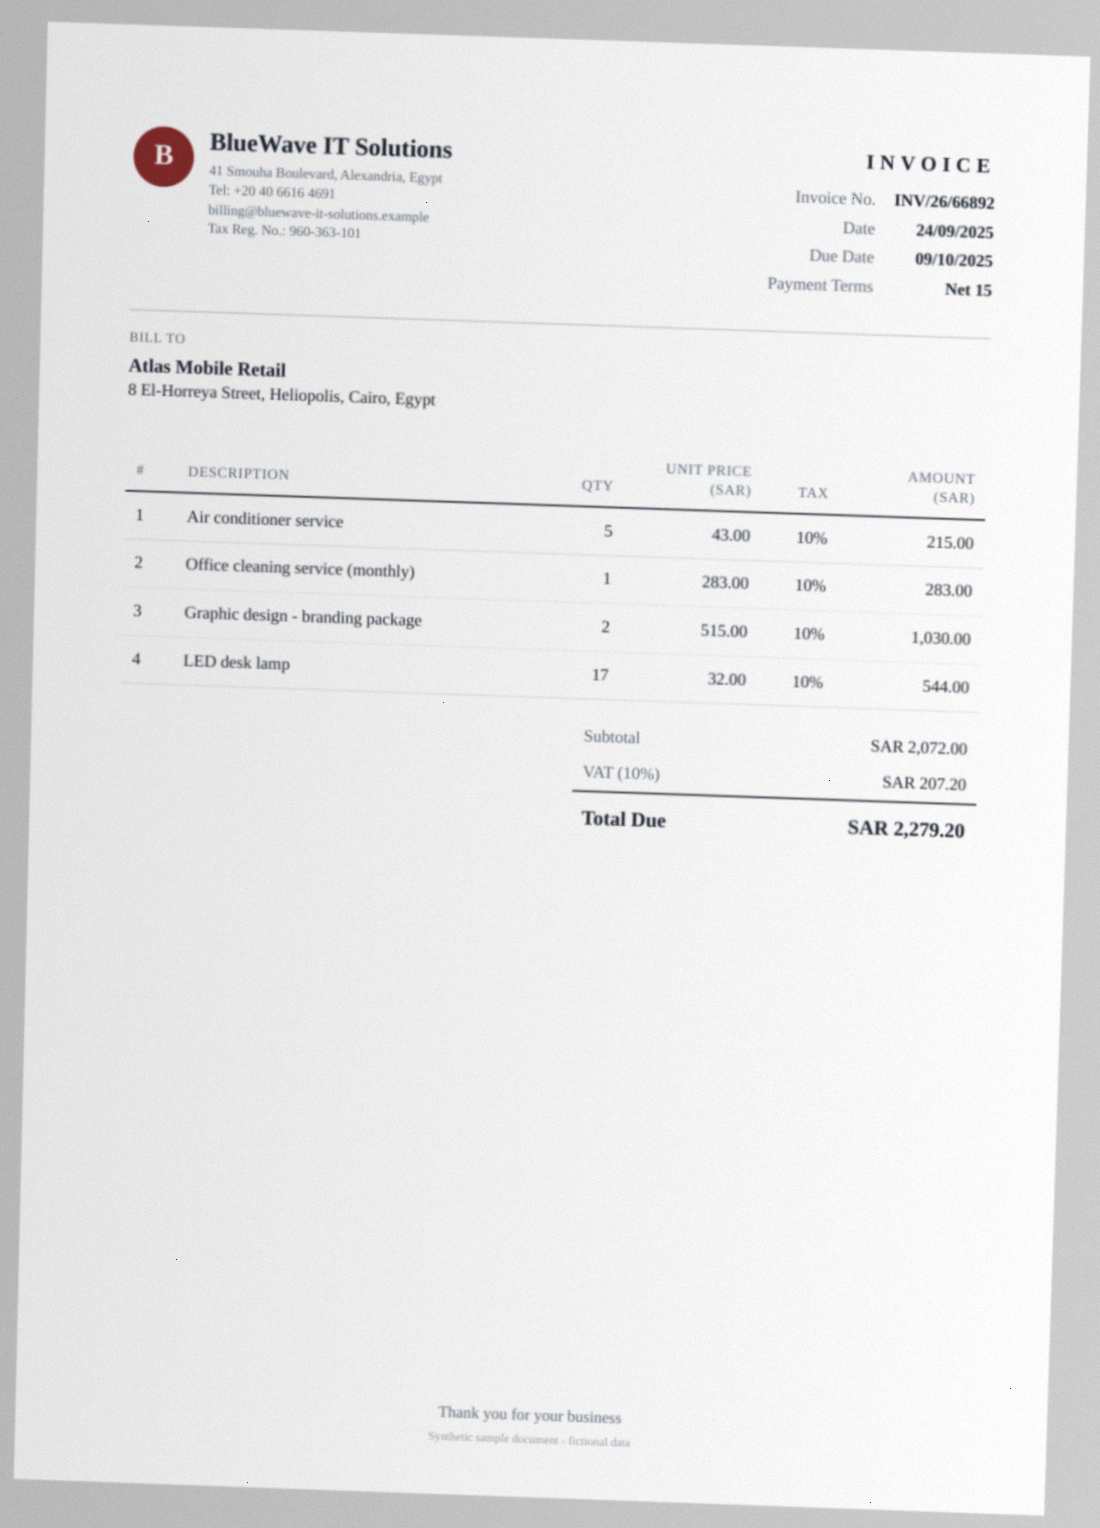 B
BlueWave IT Solutions
41 Smouha Boulevard, Alexandria, Egypt
Tel: +20 40 6616 4691
billing@bluewave-it-solutions.example
Tax Reg. No.: 960-363-101
INVOICE
Invoice No. INV/26/66892
Date 24/09/2025
Due Date 09/10/2025
Payment Terms Net 15
BILL TO
Atlas Mobile Retail
8 El-Horreya Street, Heliopolis, Cairo, Egypt
# DESCRIPTION QTY UNIT PRICE (SAR) TAX AMOUNT (SAR)
1 Air conditioner service 5 43.00 10% 215.00
2 Office cleaning service (monthly) 1 283.00 10% 283.00
3 Graphic design - branding package 2 515.00 10% 1,030.00
4 LED desk lamp 17 32.00 10% 544.00
Subtotal SAR 2,072.00
VAT (10%) SAR 207.20
Total Due SAR 2,279.20
Thank you for your business
Synthetic sample document - fictional data